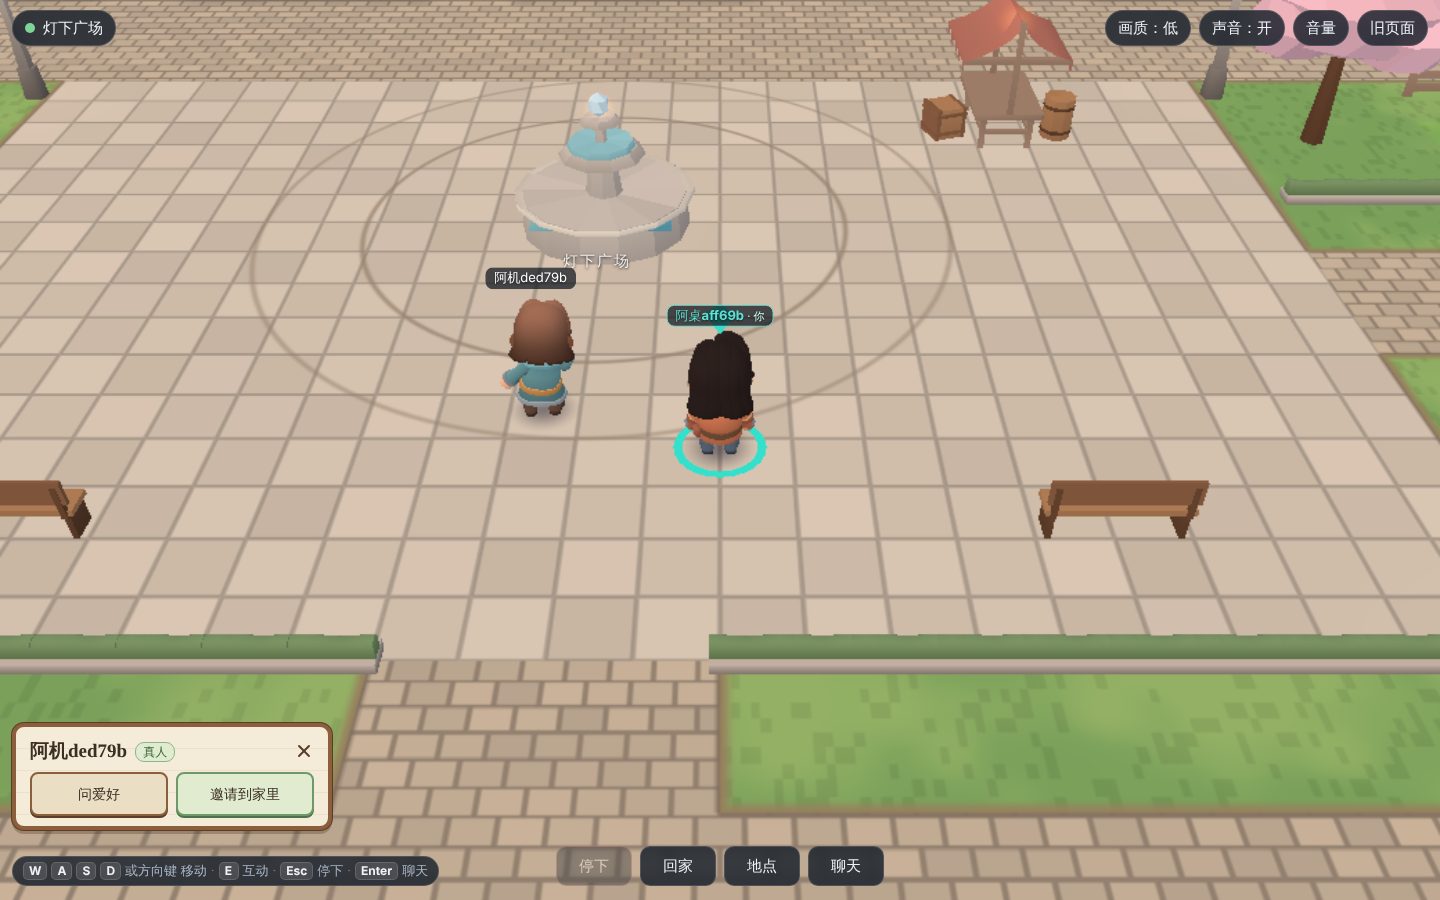 灯下广场
画质：低
声音：开
音量
旧页面
灯下广场
阿机ded79b
阿桌aff69b · 你
阿机ded79b 真人 ×
问爱好
邀请到家里
W A S D 或方向键 移动 · E 互动 · Esc 停下 · Enter 聊天
停下
回家
地点
聊天